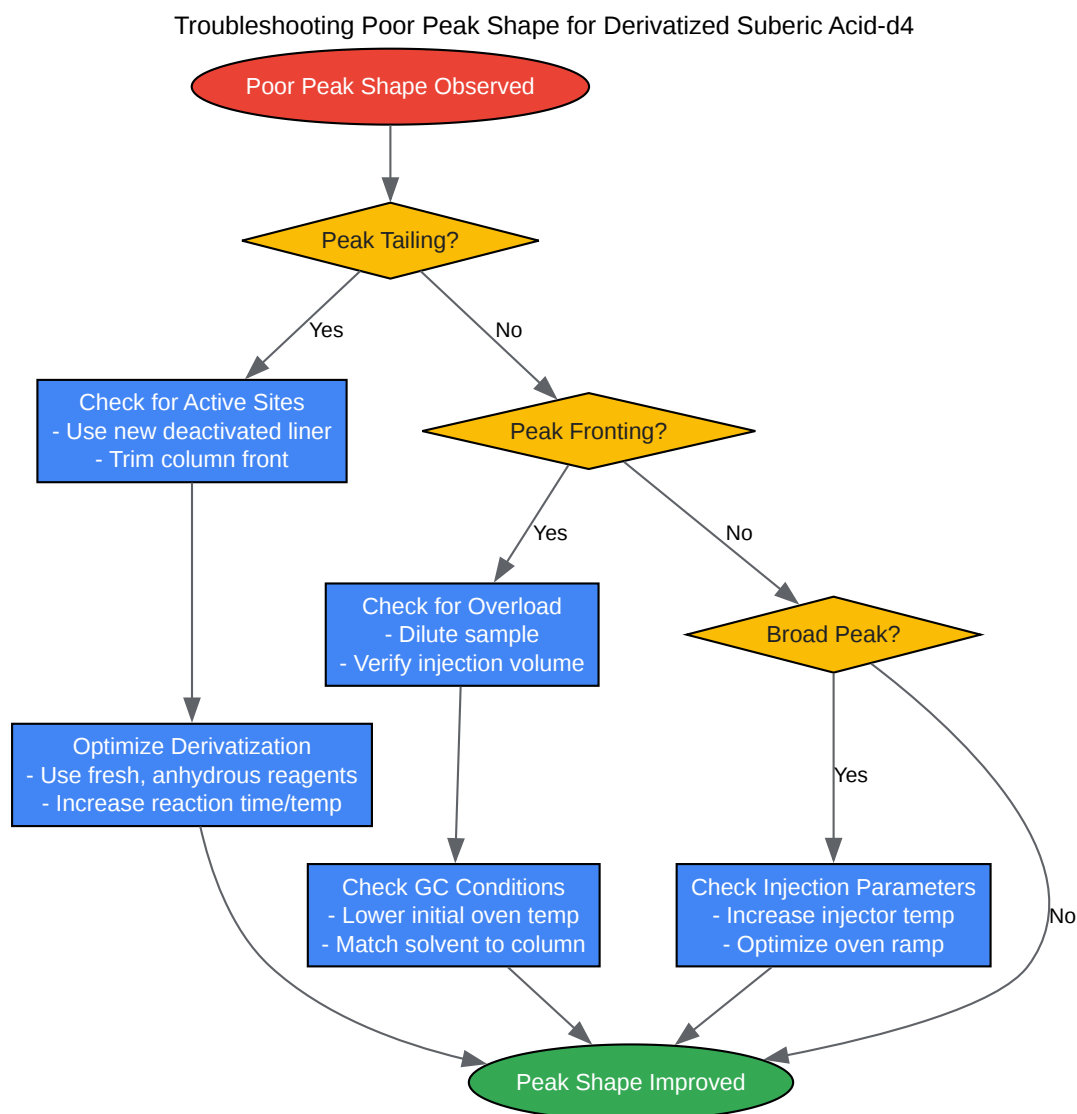 Troubleshooting Poor Peak Shape for Derivatized Suberic Acid-d4
Poor Peak Shape Observed
Peak Tailing?
Yes
No
Check for Active Sites
- Use new deactivated liner
- Trim column front
Peak Fronting?
Yes
No
Check for Overload
- Dilute sample
- Verify injection volume
Broad Peak?
Optimize Derivatization
- Use fresh, anhydrous reagents
- Increase reaction time/temp
Yes
No
Check GC Conditions
- Lower initial oven temp
- Match solvent to column
Check Injection Parameters
- Increase injector temp
- Optimize oven ramp
Peak Shape Improved